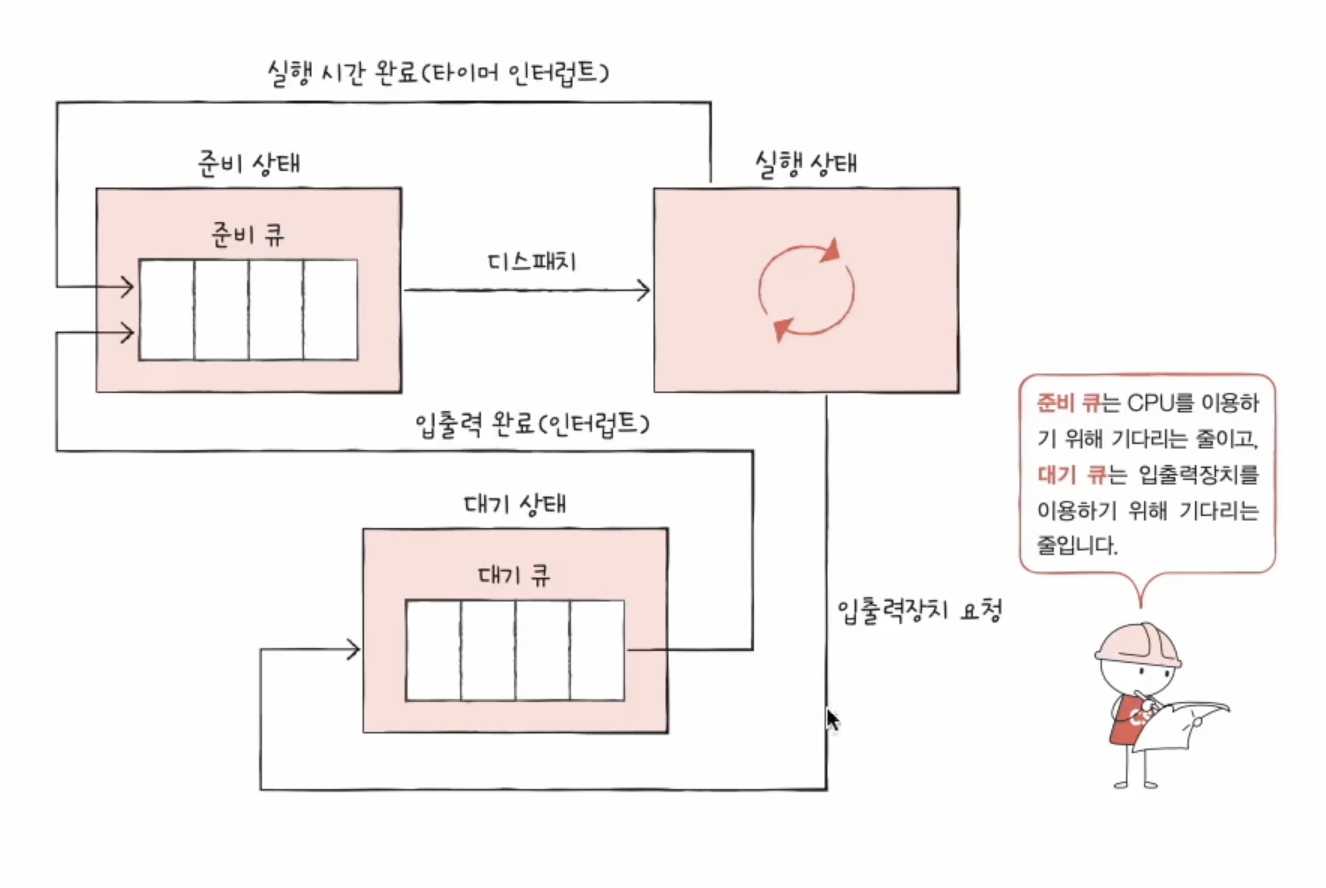 실행 시간 완료(타이머 인터럽트)
준비 상태
실행 상태
준비 큐
디스패치
입출력 완료(인터럽트)
대기 상태
대기 큐
입출력장치 요청
준비 큐는 CPU를 이용하
기 위해 기다리는 줄이고,
대기 큐는 입출력장치를
이용하기 위해 기다리는
줄입니다.